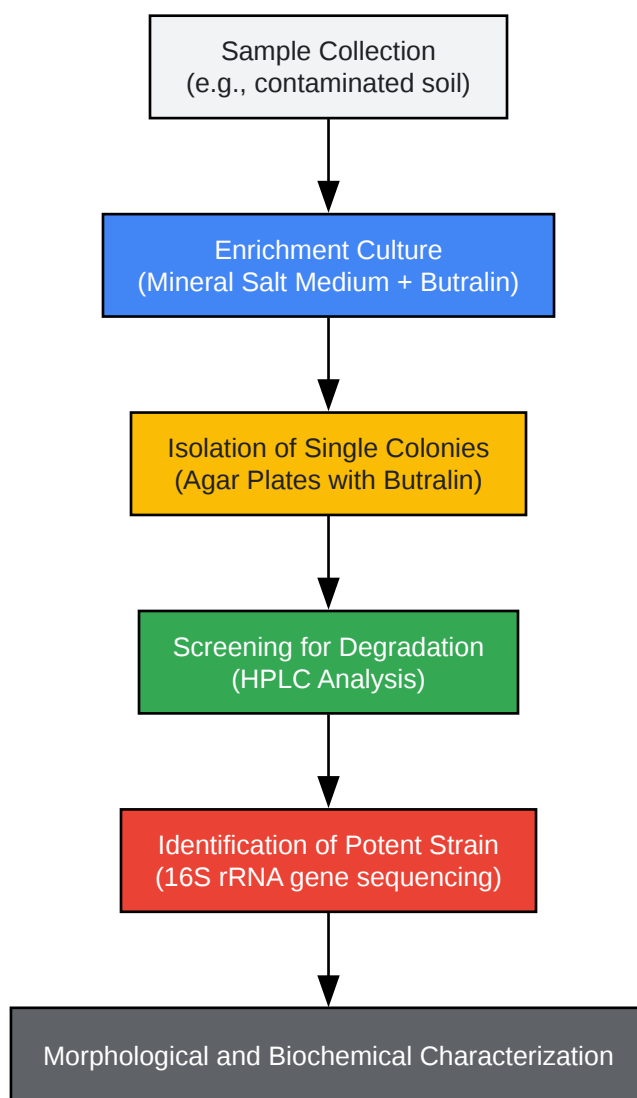 Sample Collection
(e.g., contaminated soil)
Enrichment Culture
(Mineral Salt Medium + Butralin)
Isolation of Single Colonies
(Agar Plates with Butralin)
Screening for Degradation
(HPLC Analysis)
Identification of Potent Strain
(16S rRNA gene sequencing)
Morphological and Biochemical Characterization